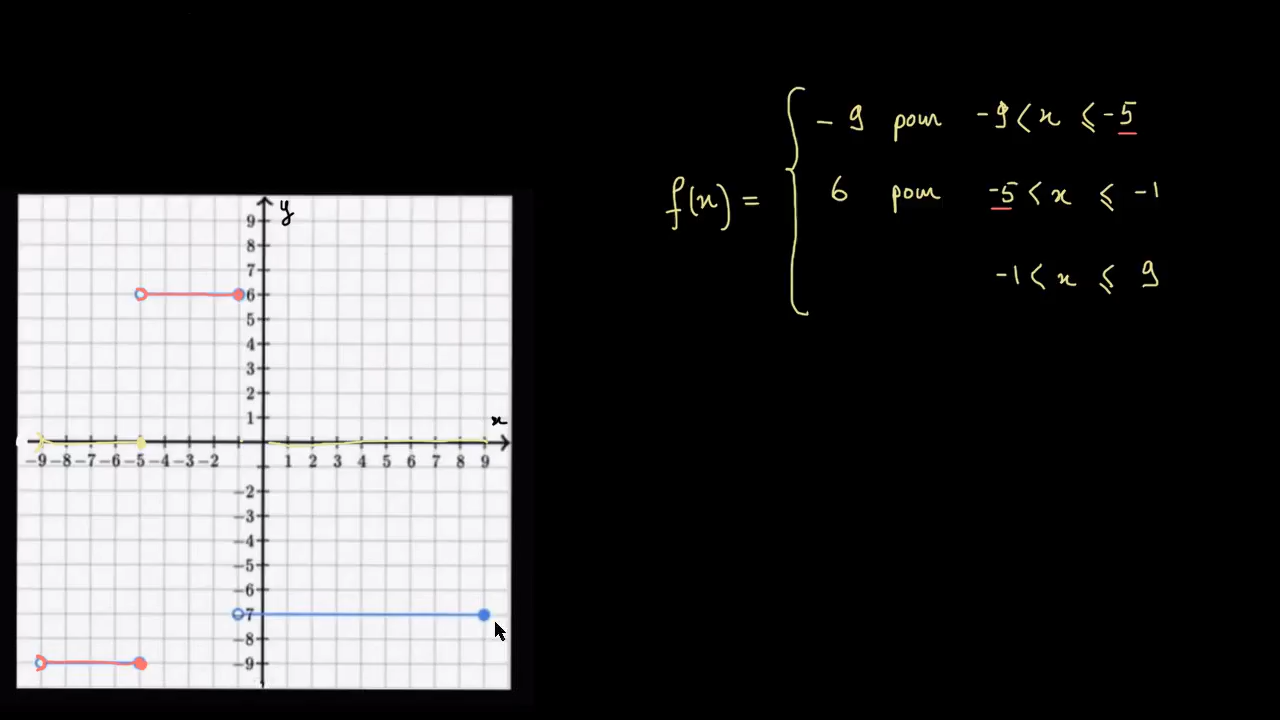 -9 pour -9 < x ⩽ -5
f(x) = 6 pour -5 < x ⩽ -1
-1 < x ⩽ 9
y
9
8
7
6
5
4
3
2
1
x
-9 -8 -7 -6 -5 -4 -3 -2 1 2 3 4 5 6 7 8 9
-2
-3
-4
-5
-6
7
-8
-9